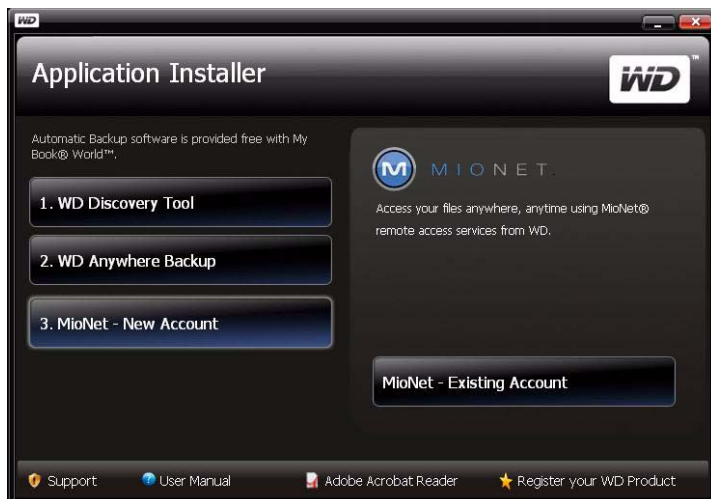 WD
Application Installer
WD™
Automatic Backup software is provided free with My
Book® World™.
1. WD Discovery Tool
2. WD Anywhere Backup
3. MioNet - New Account
M MIONET.
Access your files anywhere, anytime using MioNet®
remote access services from WD.
MioNet - Existing Account
Support
User Manual
Adobe Acrobat Reader
Register your WD Product